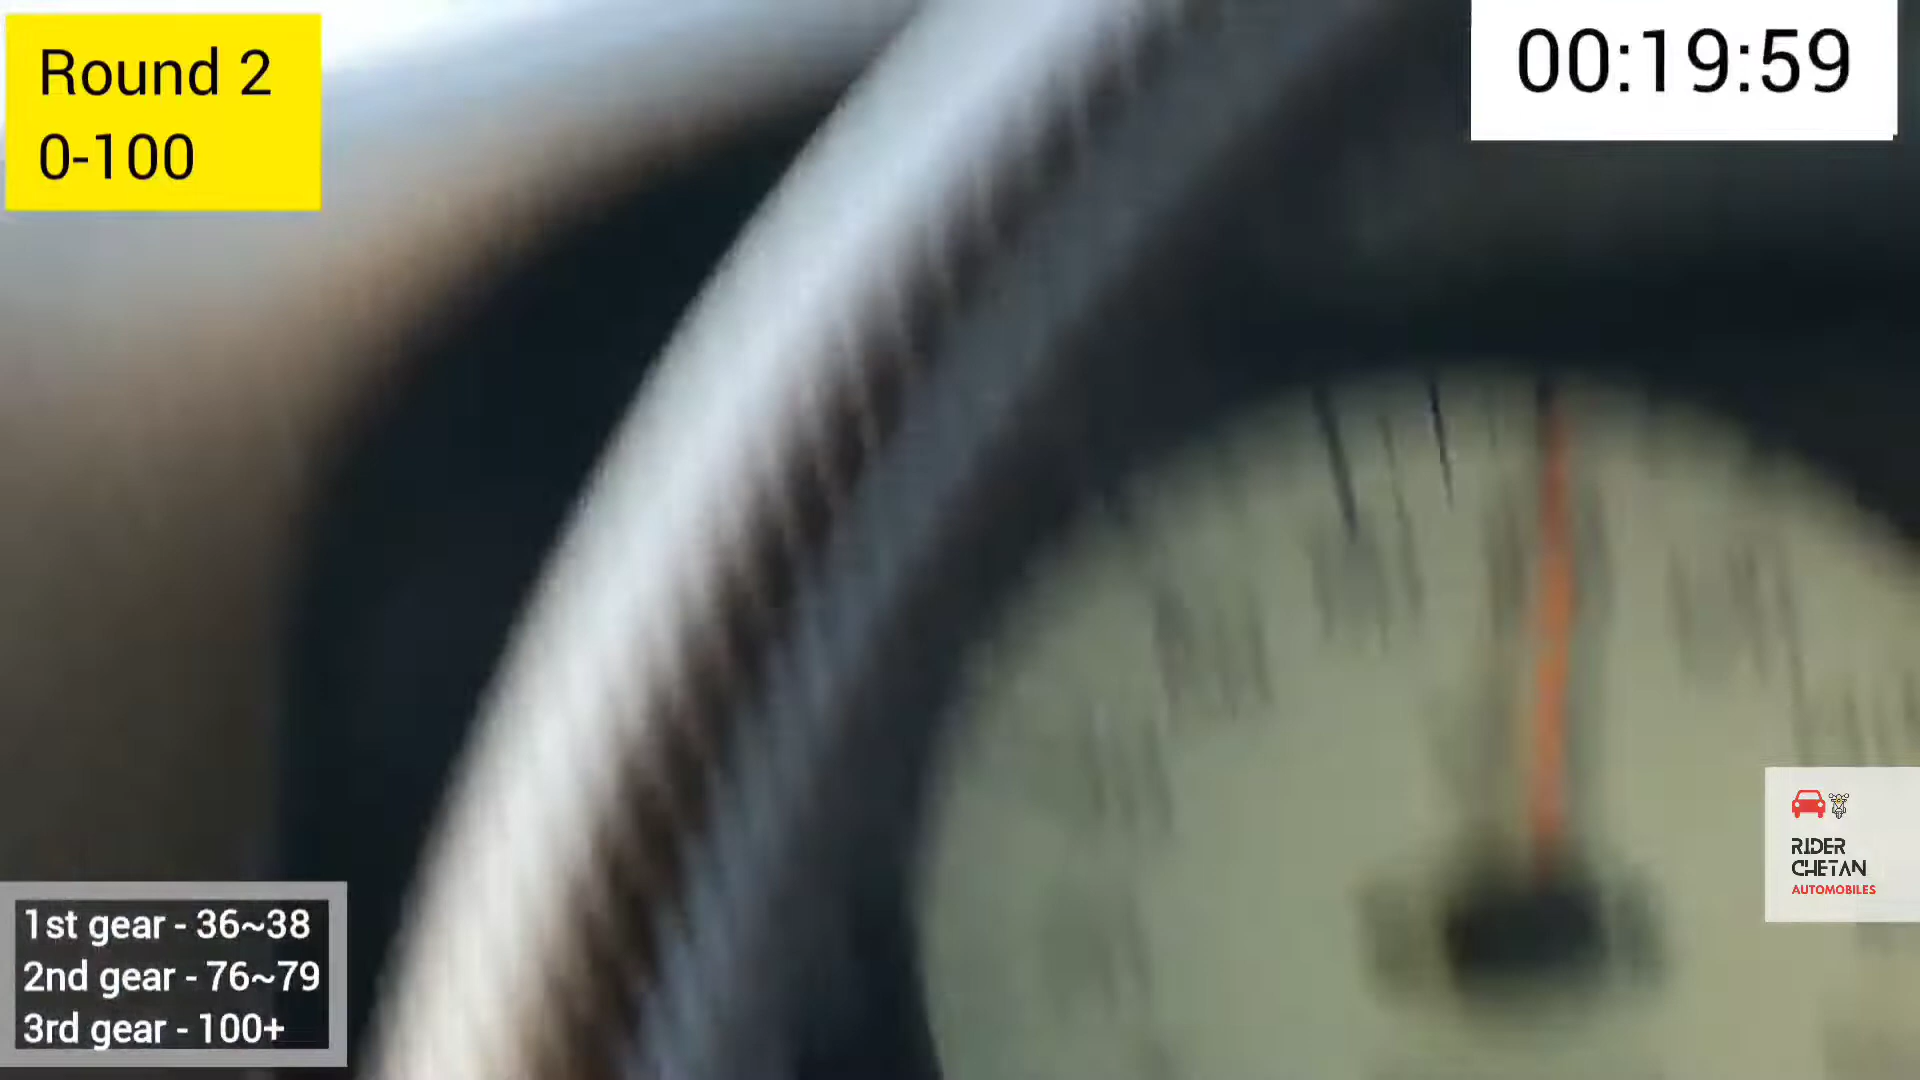 Round 2
0-100
00:19:59
RIDER
CHETAN
AUTOMOBILES
1st gear - 36~38
2nd gear - 76~79
3rd gear - 100+